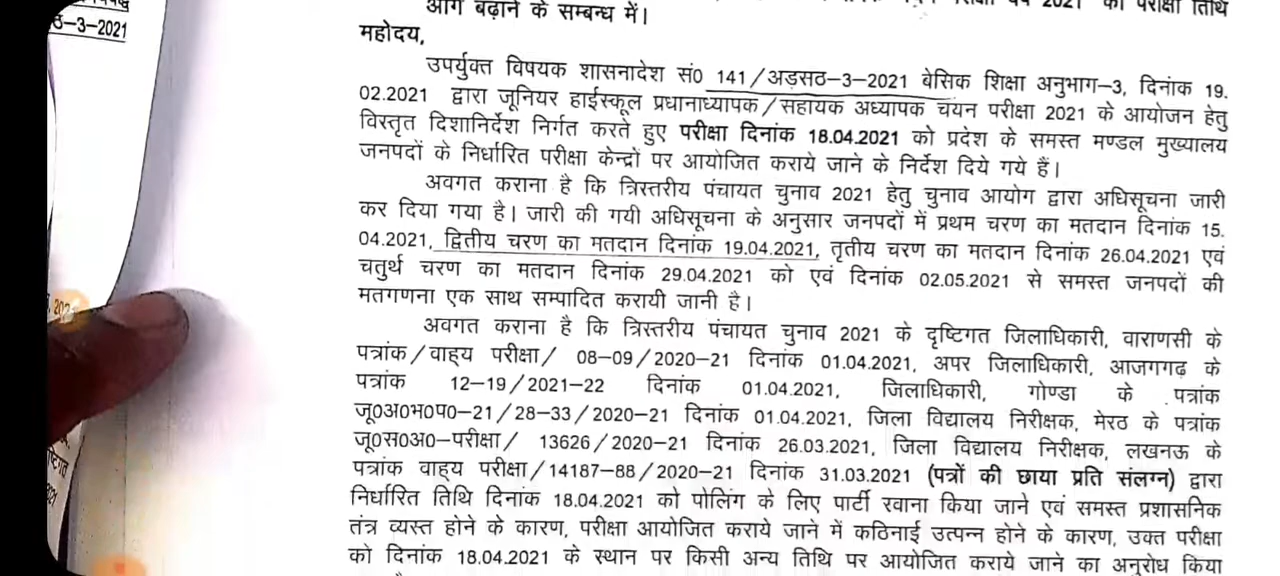 ठ–3–2021
आगे बढ़ाने के सम्बन्ध में।
महोदय,
उपर्युक्त विषयक शासनादेश सं0 141/अड़सठ–3–2021 बेसिक शिक्षा अनुभाग–3, दिनांक 19.
02.2021 द्वारा जूनियर हाईस्कूल प्रधानाध्यापक/सहायक अध्यापक चयन परीक्षा 2021 के आयोजन हेतु
विस्तृत दिशानिर्देश निर्गत करते हुए परीक्षा दिनांक 18.04.2021 को प्रदेश के समस्त मण्डल मुख्यालय
जनपदों के निर्धारित परीक्षा केन्द्रों पर आयोजित कराये जाने के निर्देश दिये गये हैं।
अवगत कराना है कि त्रिस्तरीय पंचायत चुनाव 2021 हेतु चुनाव आयोग द्वारा अधिसूचना जारी
कर दिया गया है। जारी की गयी अधिसूचना के अनुसार जनपदों में प्रथम चरण का मतदान दिनांक 15.
04.2021, द्वितीय चरण का मतदान दिनांक 19.04.2021, तृतीय चरण का मतदान दिनांक 26.04.2021 एवं
चतुर्थ चरण का मतदान दिनांक 29.04.2021 को एवं दिनांक 02.05.2021 से समस्त जनपदों की
मतगणना एक साथ सम्पादित करायी जानी है।
अवगत कराना है कि त्रिस्तरीय पंचायत चुनाव 2021 के दृष्टिगत जिलाधिकारी, वाराणसी के
पत्रांक/वाह्य परीक्षा/ 08–09/2020-21 दिनांक 01.04.2021, अपर जिलाधिकारी, आजगगढ़ के
पत्रांक 12–19/2021–22 दिनांक 01.04.2021, जिलाधिकारी, गोण्डा के पत्रांक
जू0अ0भ0प0–21/28–33/2020–21 दिनांक 01.04.2021, जिला विद्यालय निरीक्षक, मेरठ के पत्रांक
जू0स0अ0–परीक्षा/ 13626/2020–21 दिनांक 26.03.2021, जिला विद्यालय निरीक्षक, लखनऊ के
पत्रांक वाह्य परीक्षा/14187-88/2020-21 दिनांक 31.03.2021 (पत्रों की छाया प्रति संलग्न) द्वारा
निर्धारित तिथि दिनांक 18.04.2021 को पोलिंग के लिए पार्टी रवाना किया जाने एवं समस्त प्रशासनिक
तंत्र व्यस्त होने के कारण, परीक्षा आयोजित कराये जाने में कठिनाई उत्पन्न होने के कारण, उक्त परीक्षा
को दिनांक 18.04.2021 के स्थान पर किसी अन्य तिथि पर आयोजित कराये जाने का अनुरोध किया